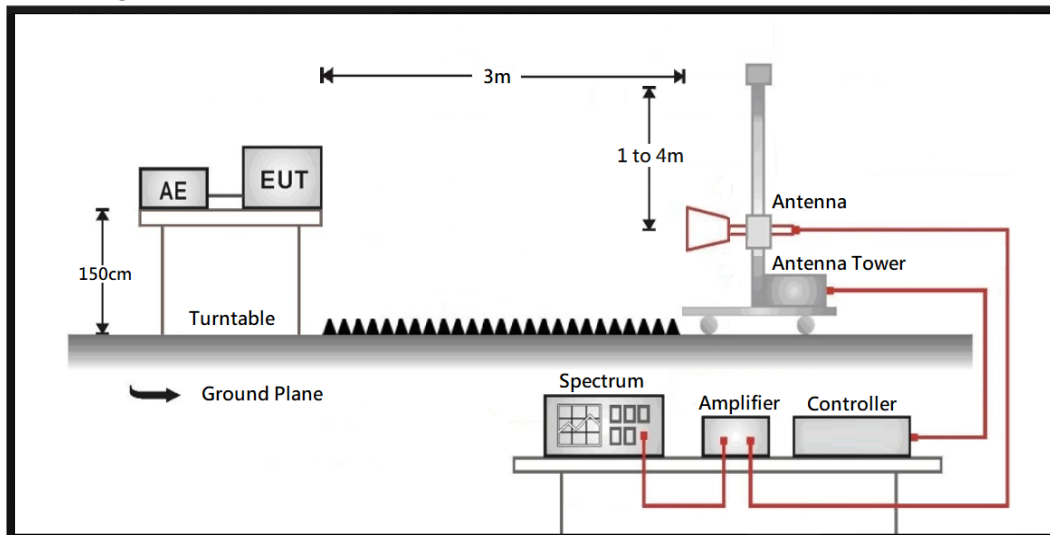 3m
1 to 4m
AE
EUT
Antenna
150cm
Antenna Tower
Turntable
Ground Plane
Spectrum
Amplifier
Controller